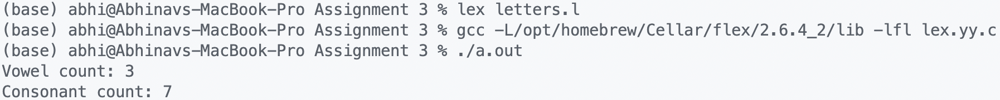 (base) abhi@Abhinavs-MacBook-Pro Assignment 3 % lex letters.l
(base) abhi@Abhinavs-MacBook-Pro Assignment 3 % gcc -L/opt/homebrew/Cellar/flex/2.6.4_2/lib -lfl lex.yy.c
(base) abhi@Abhinavs-MacBook-Pro Assignment 3 % ./a.out
Vowel count: 3
Consonant count: 7